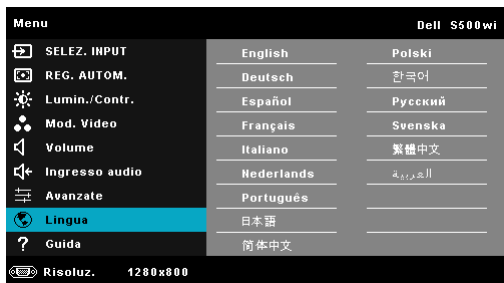 Menu Dell S500wi
SELEZ. INPUT
REG. AUTOM.
Lumin./Contr.
Mod. Video
Volume
Ingresso audio
Avanzate
Lingua
? Guida
English
Deutsch
Español
Français
Italiano
Nederlands
Português
日本語
简体中文
Polski
한국어
Русский
Svenska
繁體中文
العربية
Risoluz. 1280x800